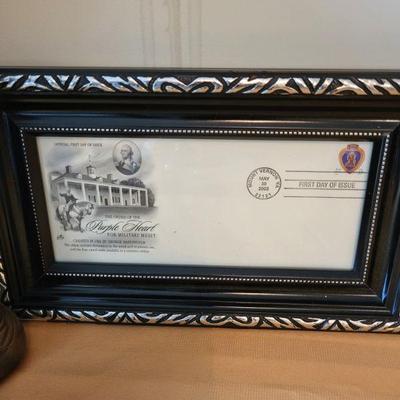 OFFICIAL FIRST DAY OF ISSUE
THE ORDER OF THE
Purple Heart
FOR MILITARY MERIT
CREATED IN 1782 BY GEORGE WASHINGTON
MOUNT VERNON, VA
MAY
30
2003
22121
FIRST DAY OF ISSUE